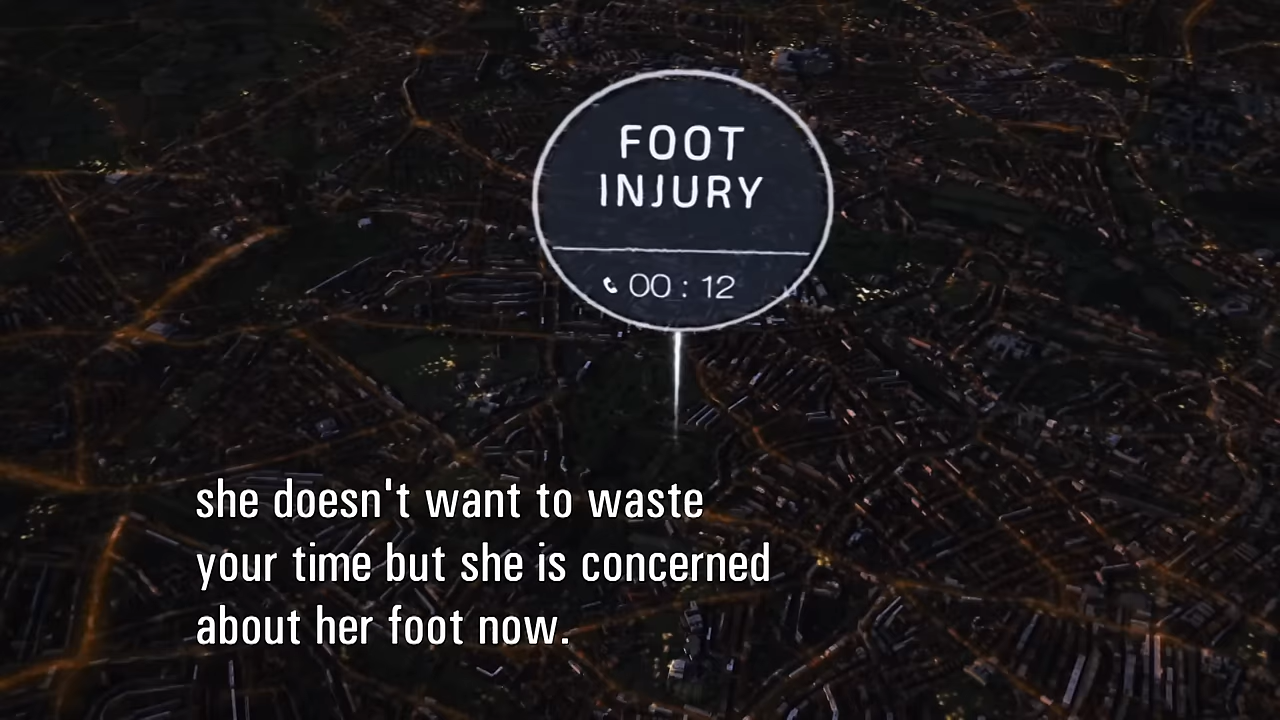 FOOT
INJURY
00 : 12
she doesn't want to waste
your time but she is concerned
about her foot now.